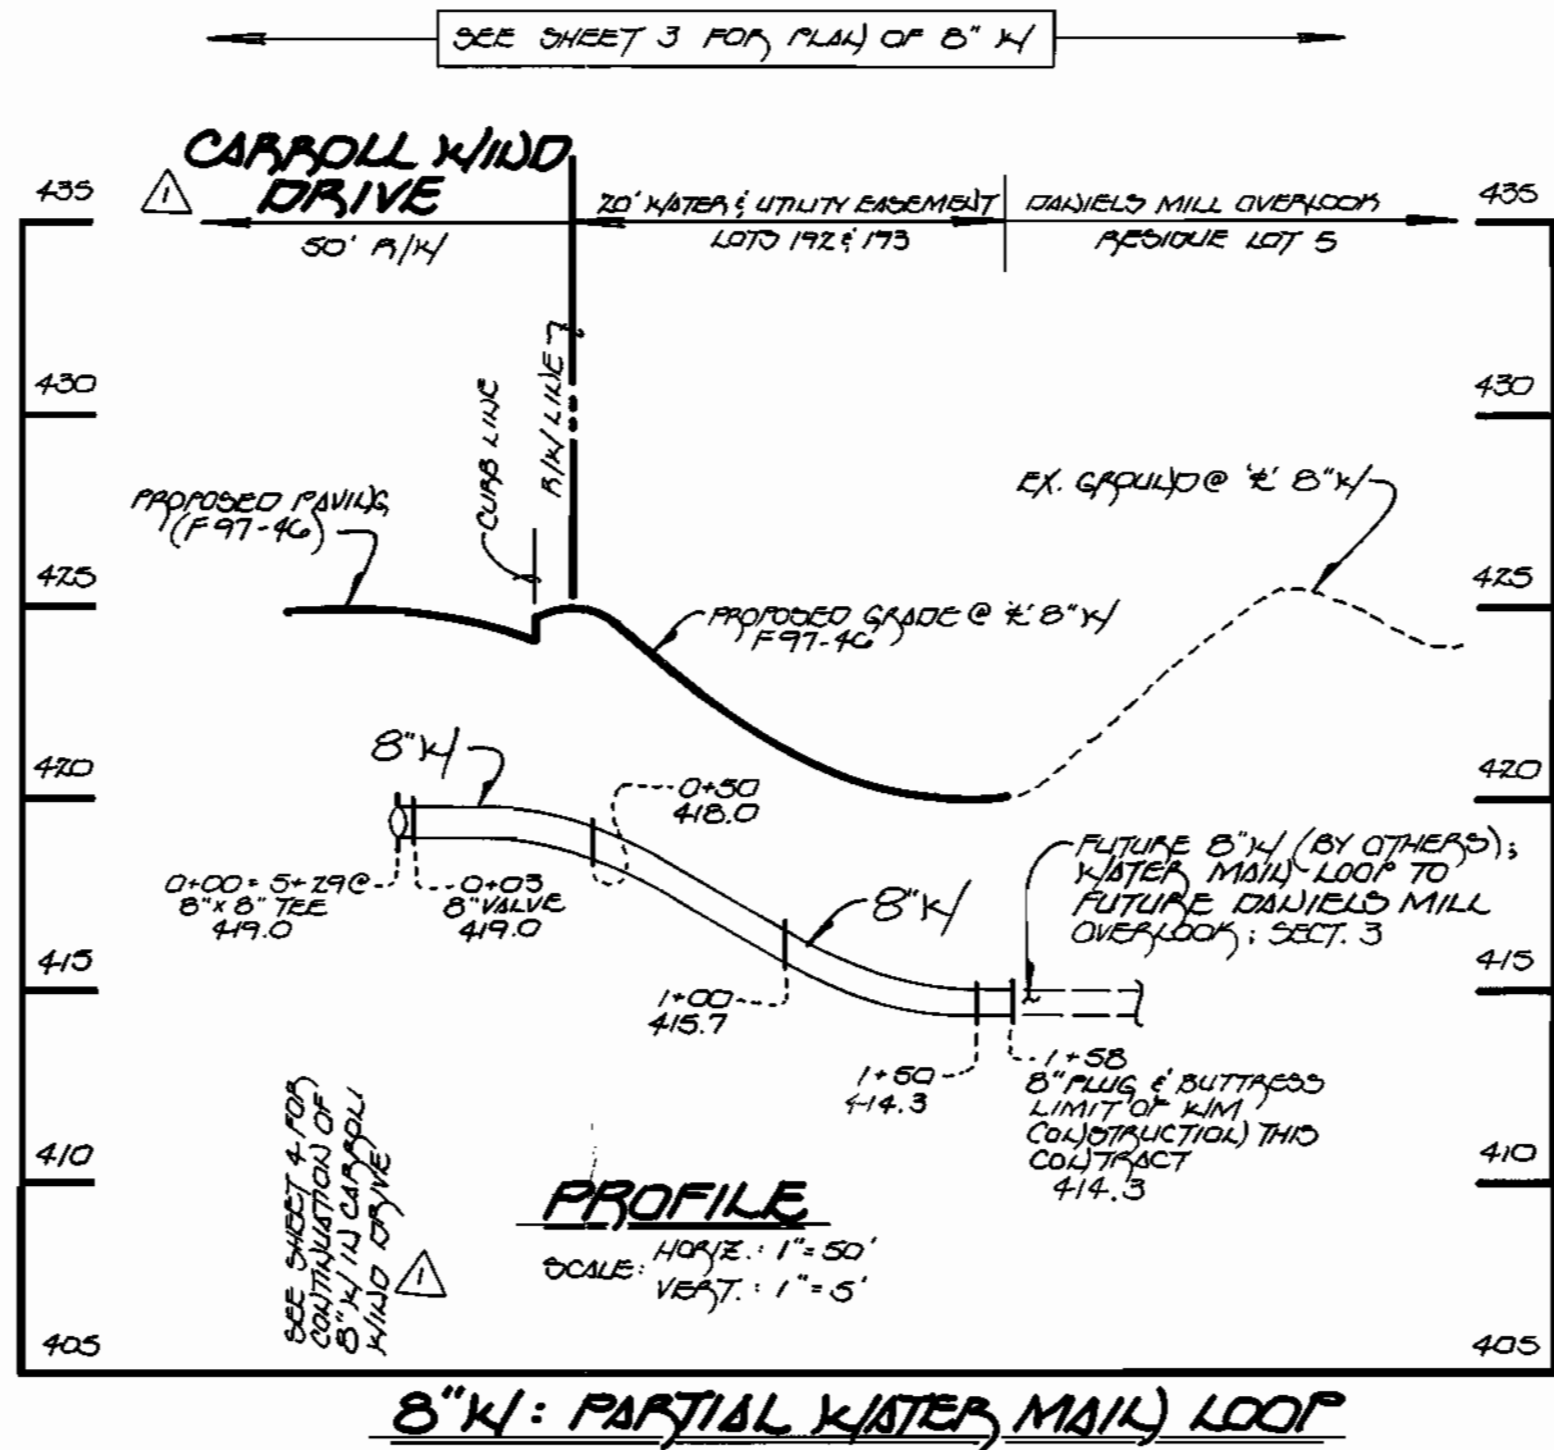 SEE SHEET 3 FOR PLAN OF 8" W
CARROLL WIND
DRIVE
1
50' R/W
20' WATER & UTILITY EASEMENT
LOTS 192 & 193
DANIELS MILL OVERLOOK
RESIDUE LOT 5
435
435
430
430
425
425
420
420
415
415
410
410
405
405
CURB LINE
R/W LINE
PROPOSED PAVING
(F97-46)
EX. GROUND @ ℄ 8"W
PROPOSED GRADE @ ℄ 8"W
F97-46
8"W
0+50
418.0
0+00 = 5+29 @
8"x 8" TEE
419.0
0+03
8"VALVE
419.0
8"W
FUTURE 8"W (BY OTHERS);
WATER MAIN LOOP TO
FUTURE DANIELS MILL
OVERLOOK; SECT. 3
1+00
415.7
1+50
414.3
1+58
8"PLUG & BUTTRESS
LIMIT OF WM
CONSTRUCTION THIS
CONTRACT
414.3
SEE SHEET 4 FOR
CONTINUATION OF
8"W IN CARROLL
WIND DRIVE
1
PROFILE
SCALE: HORIZ.: 1"=50'
VERT.: 1"=5'
8"W: PARTIAL WATER MAIN LOOP